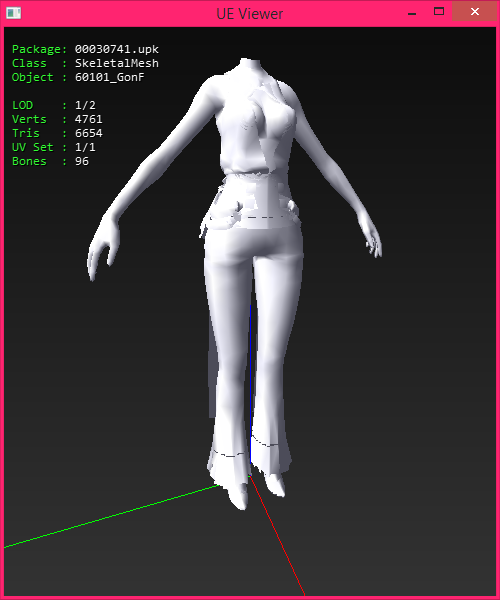 UE Viewer
Package: 00030741.upk
Class  : SkeletalMesh
Object : 60101_GonF
LOD    : 1/2
Verts  : 4761
Tris   : 6654
UV Set : 1/1
Bones  : 96